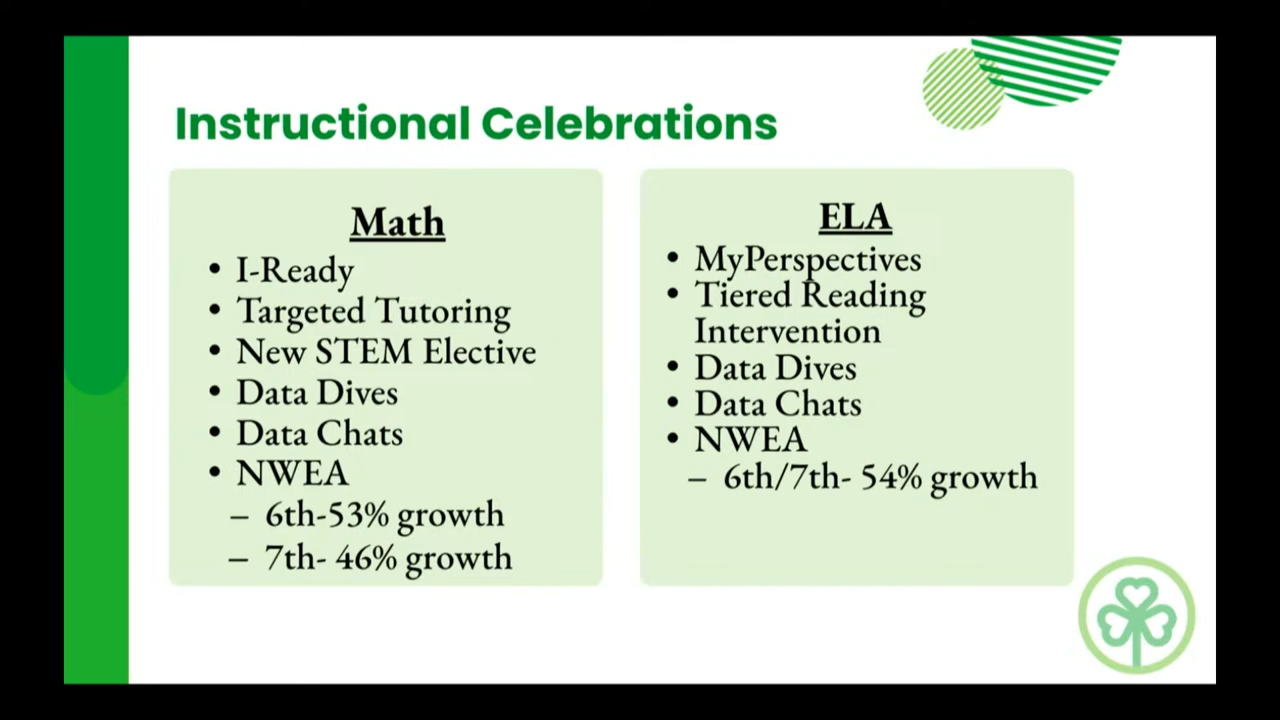 Instructional Celebrations
Math
• I-Ready
• Targeted Tutoring
• New STEM Elective
• Data Dives
• Data Chats
• NWEA
– 6th-53% growth
– 7th- 46% growth
ELA
• MyPerspectives
• Tiered Reading
Intervention
• Data Dives
• Data Chats
• NWEA
– 6th/7th- 54% growth